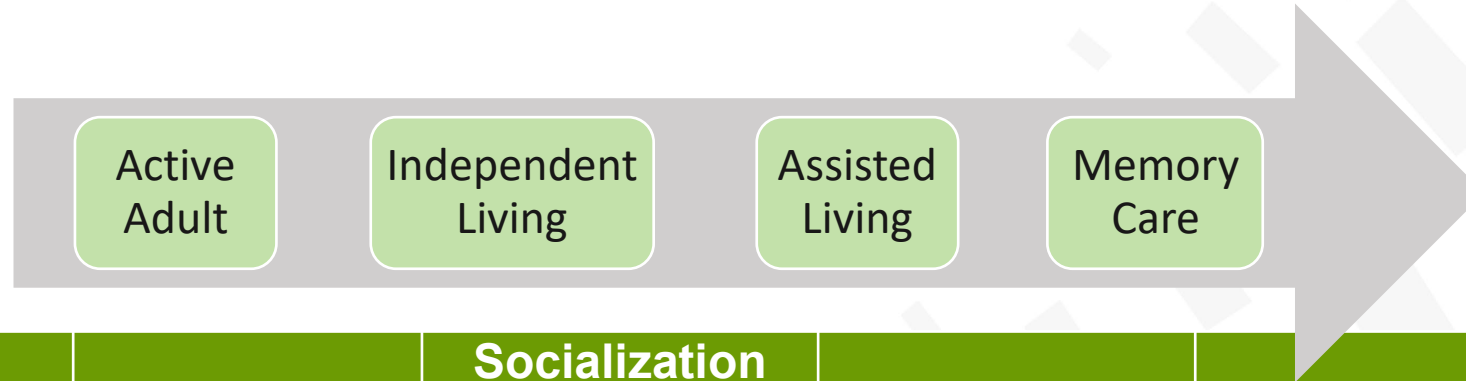 Active
Adult
Independent
Living
Assisted
Living
Memory
Care
Socialization